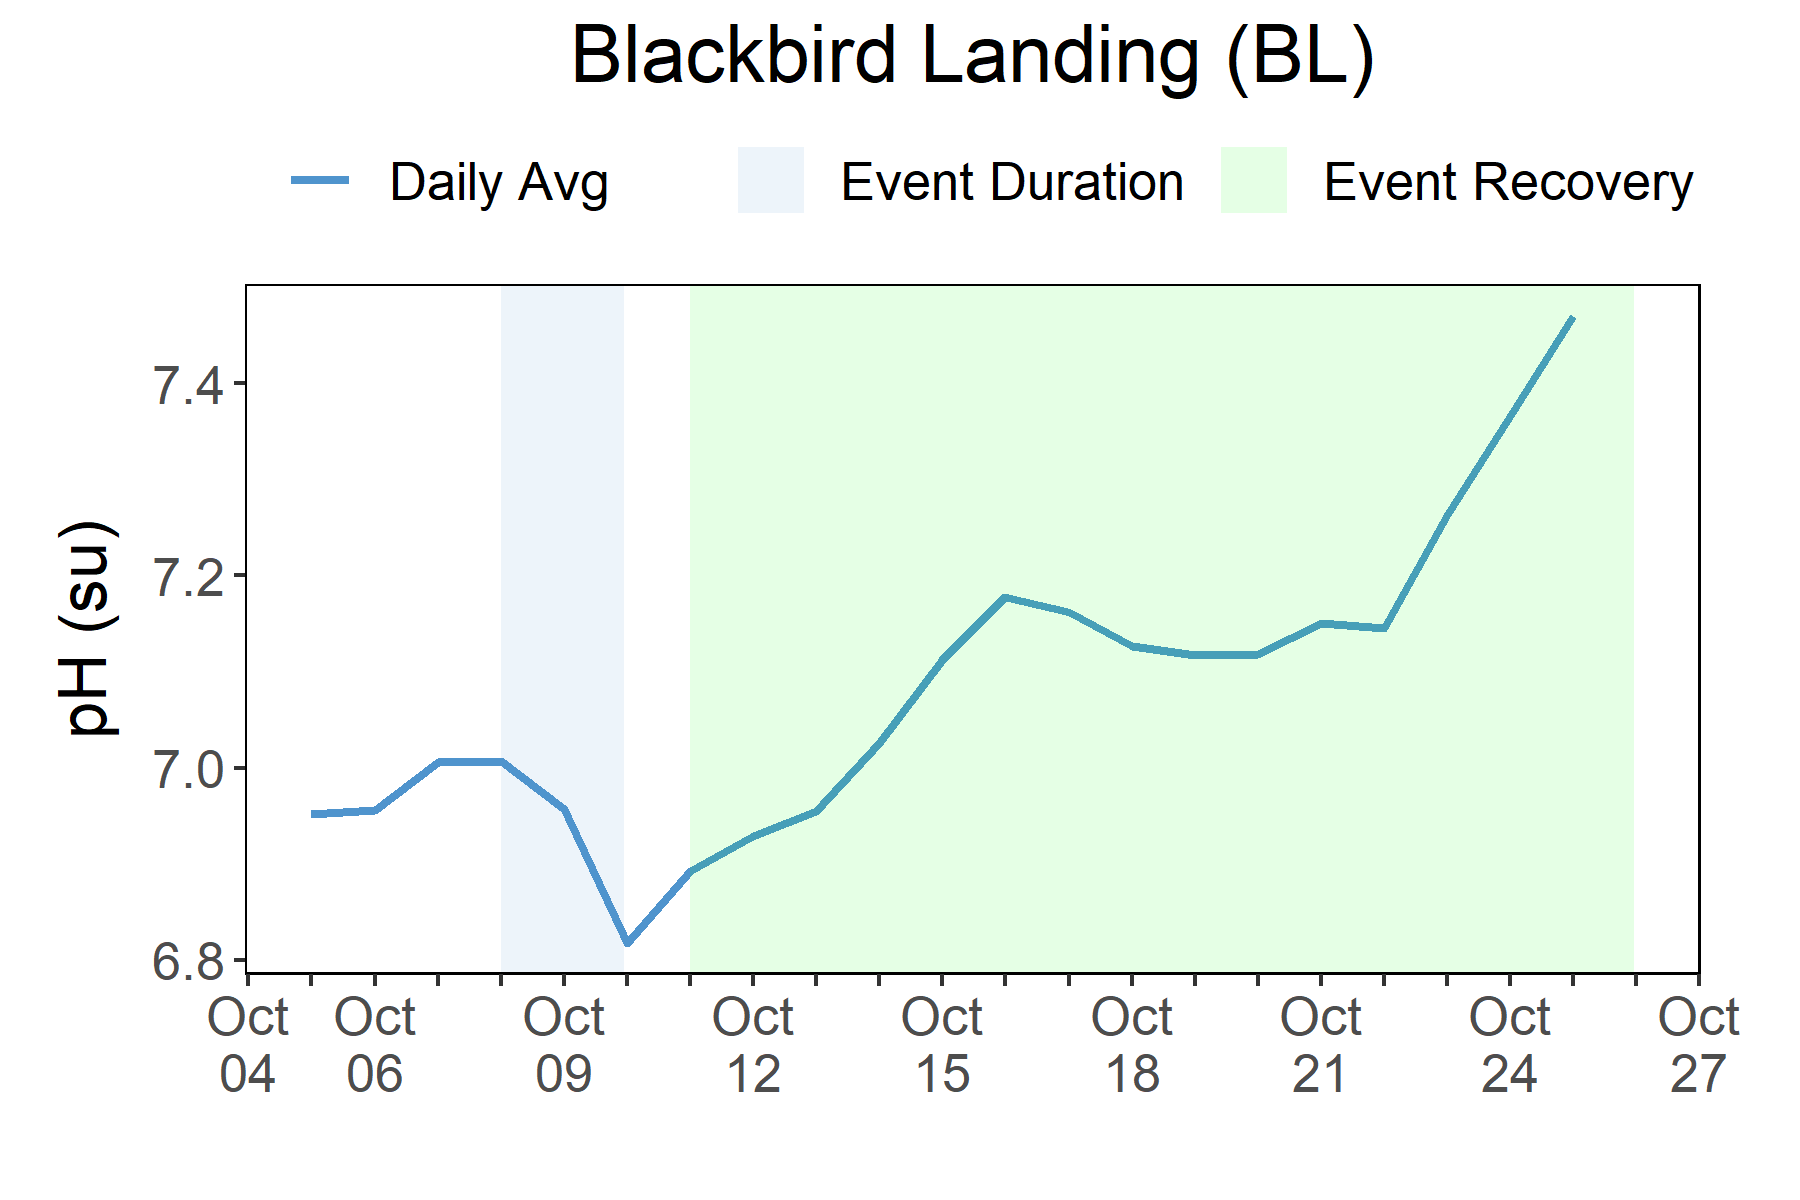 Blackbird Landing (BL)
Daily Avg Event Duration Event Recovery
pH (su)
7.4
7.2
7.0
6.8
Oct Oct Oct Oct Oct Oct Oct Oct Oct
04 06 09 12 15 18 21 24 27